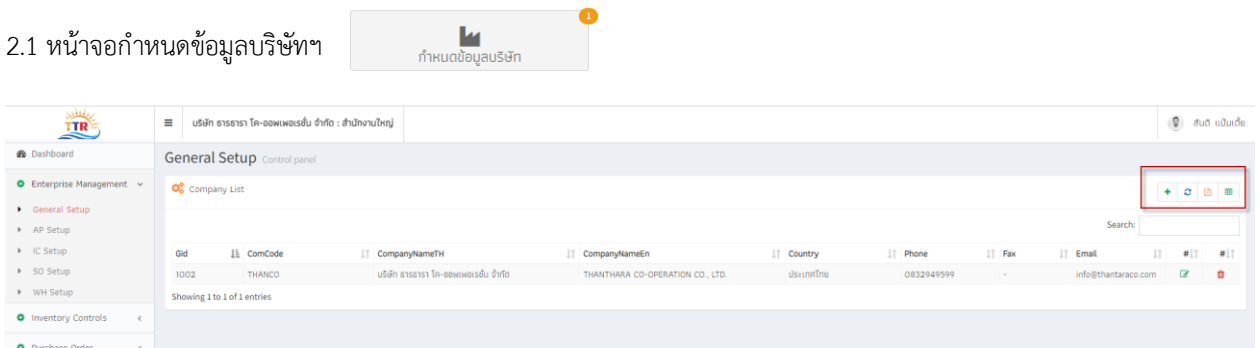 2.1 หน้าจอกำหนดข้อมูลบริษัทฯ
1
กำหนดข้อมูลบริษัท
TTR
บริษัท ธารธารา โค-ออพเพอเรชั่น จำกัด : สำนักงานใหญ่
สันติ แป้นเดี้ย
Dashboard
General Setup Control panel
Enterprise Management
Company List
General Setup
AP Setup
Search:
IC Setup
Gid ComCode CompanyNameTH CompanyNameEn Country Phone Fax Email # #
SO Setup
1002 THANCO บริษัท ธารธารา โค-ออพเพอเรชั่น จำกัด THANTHARA CO-OPERATION CO., LTD. ประเทศไทย 0832949599 - info@thantaraco.com
WH Setup
Showing 1 to 1 of 1 entries
Inventory Controls
Purchase Order